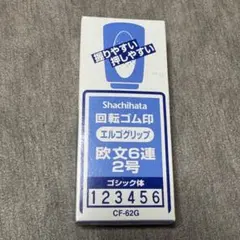 握りやすい
押しやすい
Shachihata
回転ゴム印
エルゴグリップ
欧文6連
2号
ゴシック体
123456
CF-62G